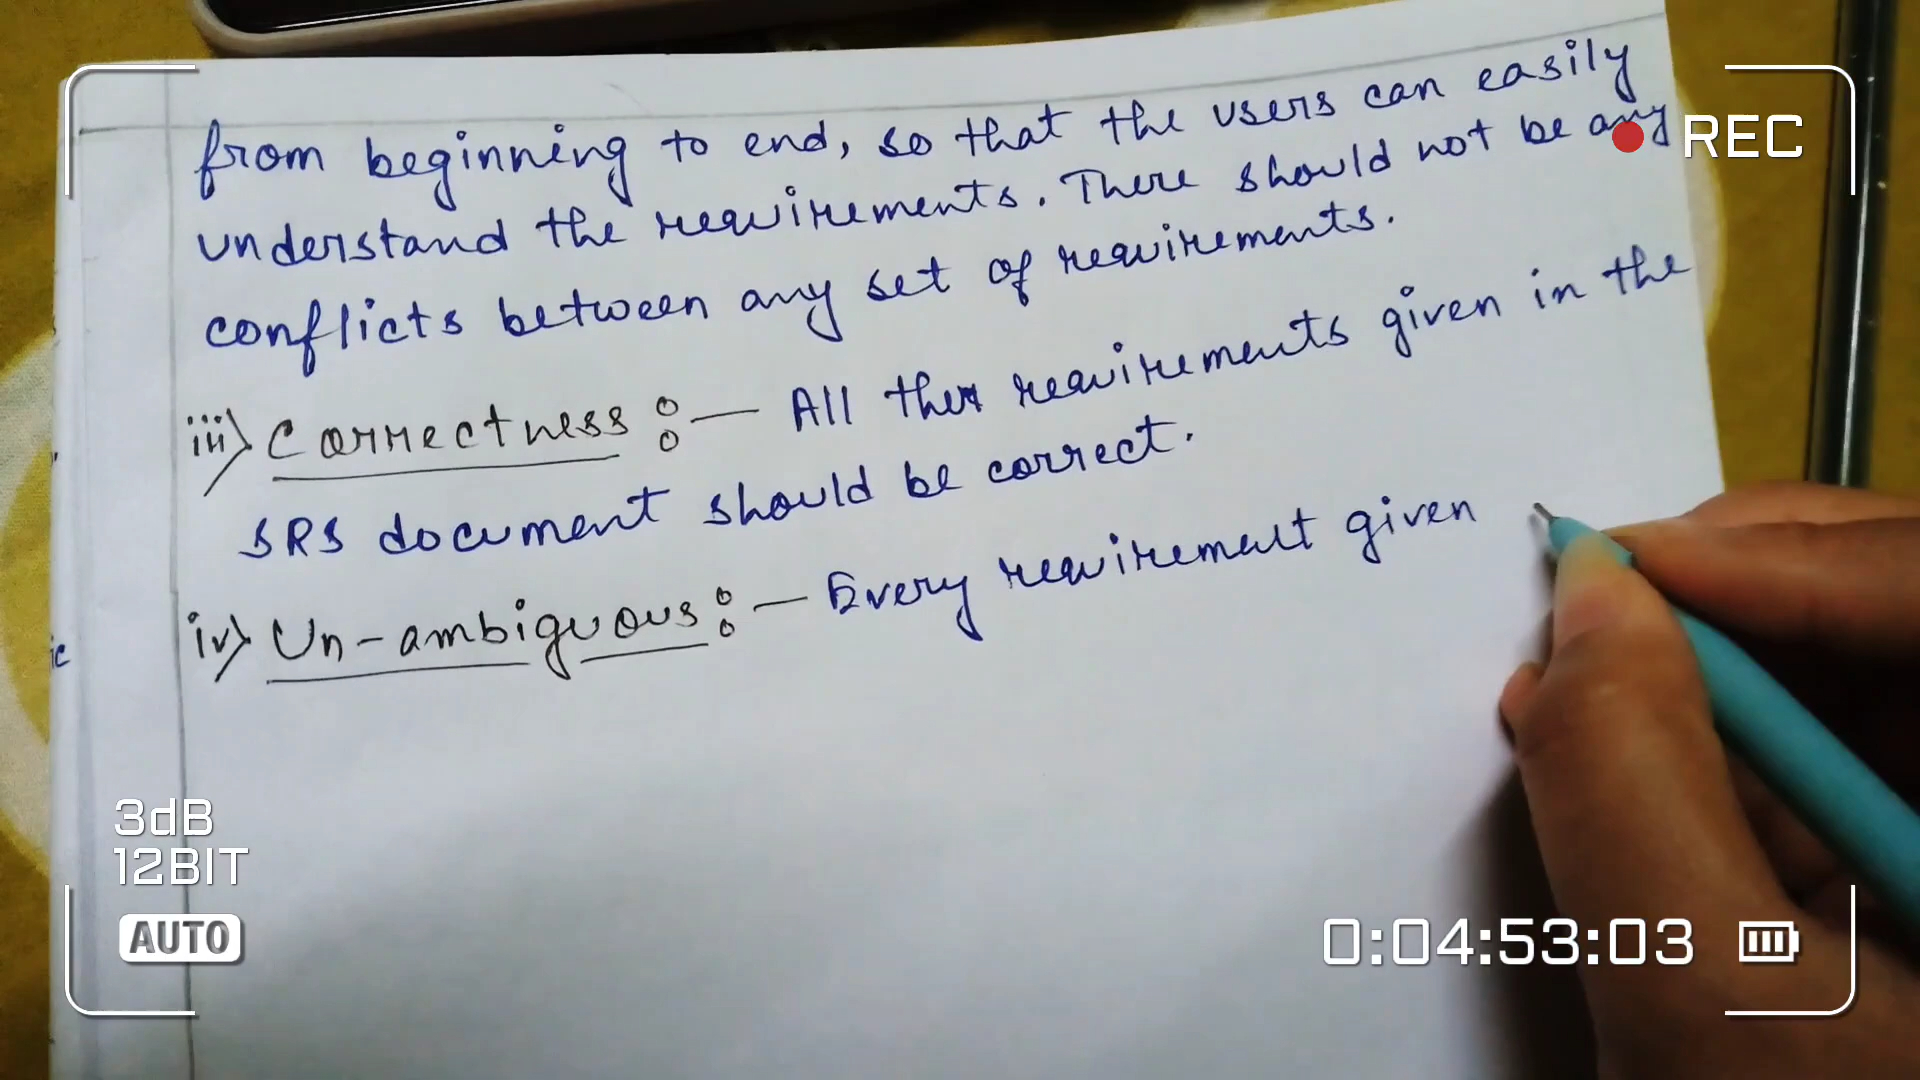 from beginning to end, so that the users can easily
understand the requirements. There should not be any
conflicts between any set of requirements.
iii) Correctness :— All the requirements given in the
SRS document should be correct.
iv) Un-ambiguous :— Every requirement given
ic
REC
3dB
12BIT
AUTO
0:04:53:03